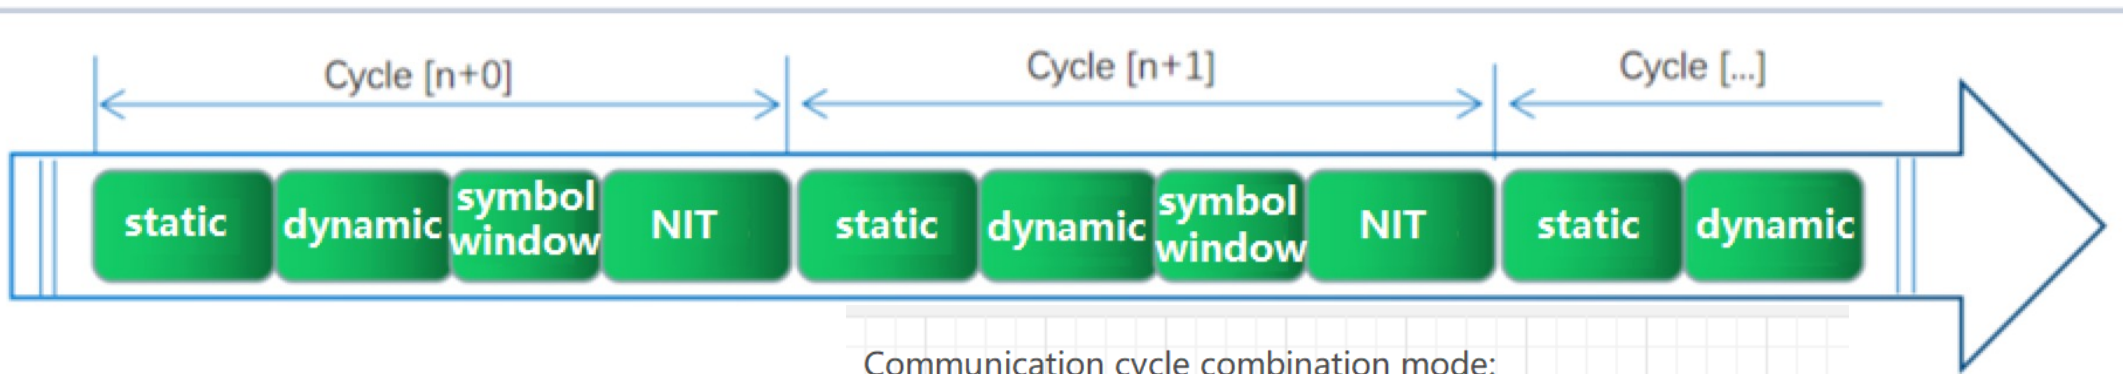 Cycle [n+0]
Cycle [n+1]
Cycle [...]
static
dynamic
symbol
window
NIT
static
dynamic
symbol
window
NIT
static
dynamic
Communication cycle combination mode: